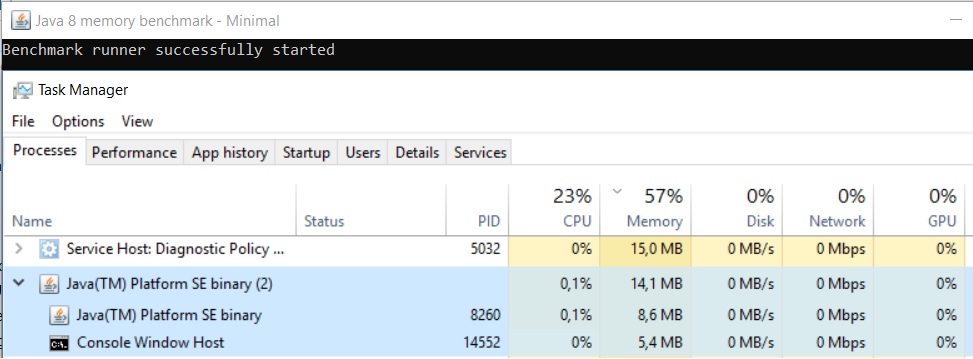 Java 8 memory benchmark - Minimal
Benchmark runner successfully started
Task Manager
File Options View
Processes Performance App history Startup Users Details Services
23% 57% 0% 0% 0%
Name Status PID CPU Memory Disk Network GPU
Service Host: Diagnostic Policy ... 5032 0% 15,0 MB 0 MB/s 0 Mbps 0%
Java(TM) Platform SE binary (2) 0,1% 14,1 MB 0 MB/s 0 Mbps 0%
Java(TM) Platform SE binary 8260 0,1% 8,6 MB 0 MB/s 0 Mbps 0%
Console Window Host 14552 0% 5,4 MB 0 MB/s 0 Mbps 0%